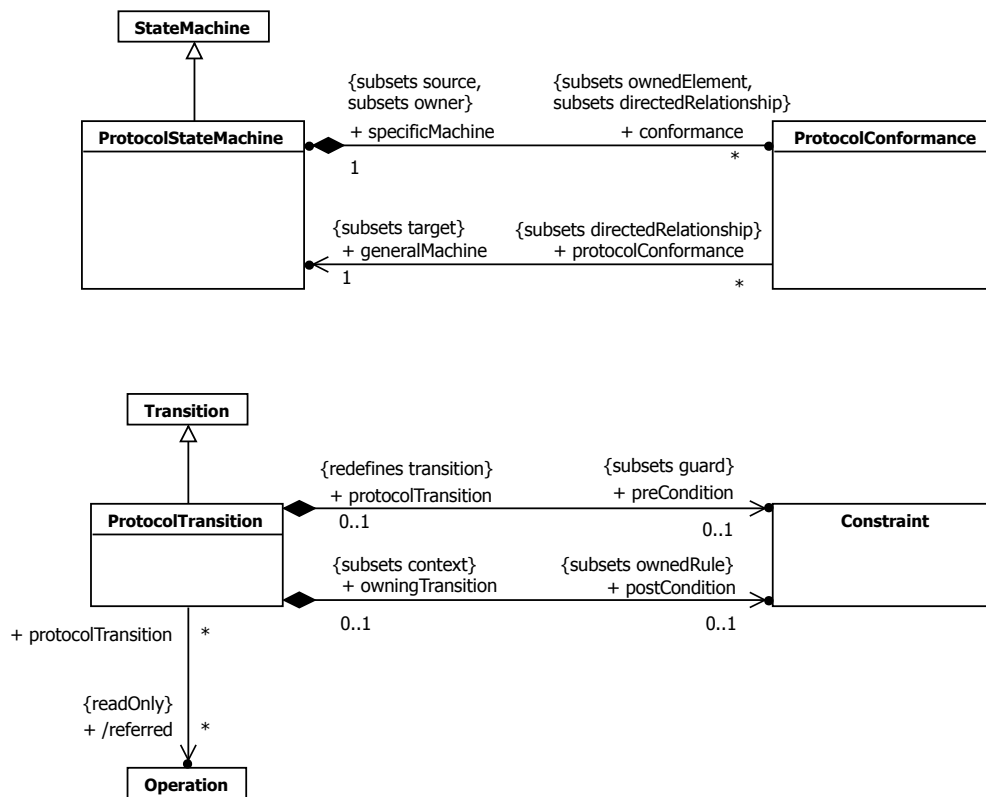 StateMachine
{subsets source,
subsets owner}
+ specificMachine
{subsets ownedElement,
subsets directedRelationship}
+ conformance
ProtocolStateMachine
ProtocolConformance
1
*
{subsets target}
+ generalMachine
{subsets directedRelationship}
+ protocolConformance
1
*
Transition
{redefines transition}
+ protocolTransition
{subsets guard}
+ preCondition
ProtocolTransition
Constraint
0..1
0..1
{subsets context}
+ owningTransition
{subsets ownedRule}
+ postCondition
0..1
0..1
+ protocolTransition
*
{readOnly}
+ /referred
*
Operation